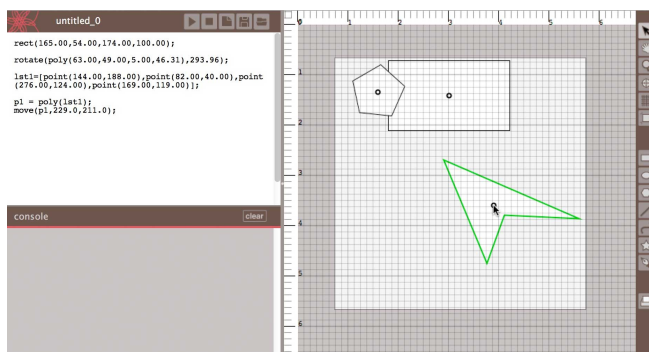 untitled_0
rect(165.00,54.00,174.00,100.00);
rotate(poly(63.00,49.00,5.00,46.31),293.96);
lst1=[point(144.00,188.00),point(82.00,40.00),point
(276.00,124.00),point(169.00,119.00)];
p1 = poly(lst1);
move(p1,229.0,211.0);
console
clear
0 1 2 3 4 5 6
1
2
3
4
5
6